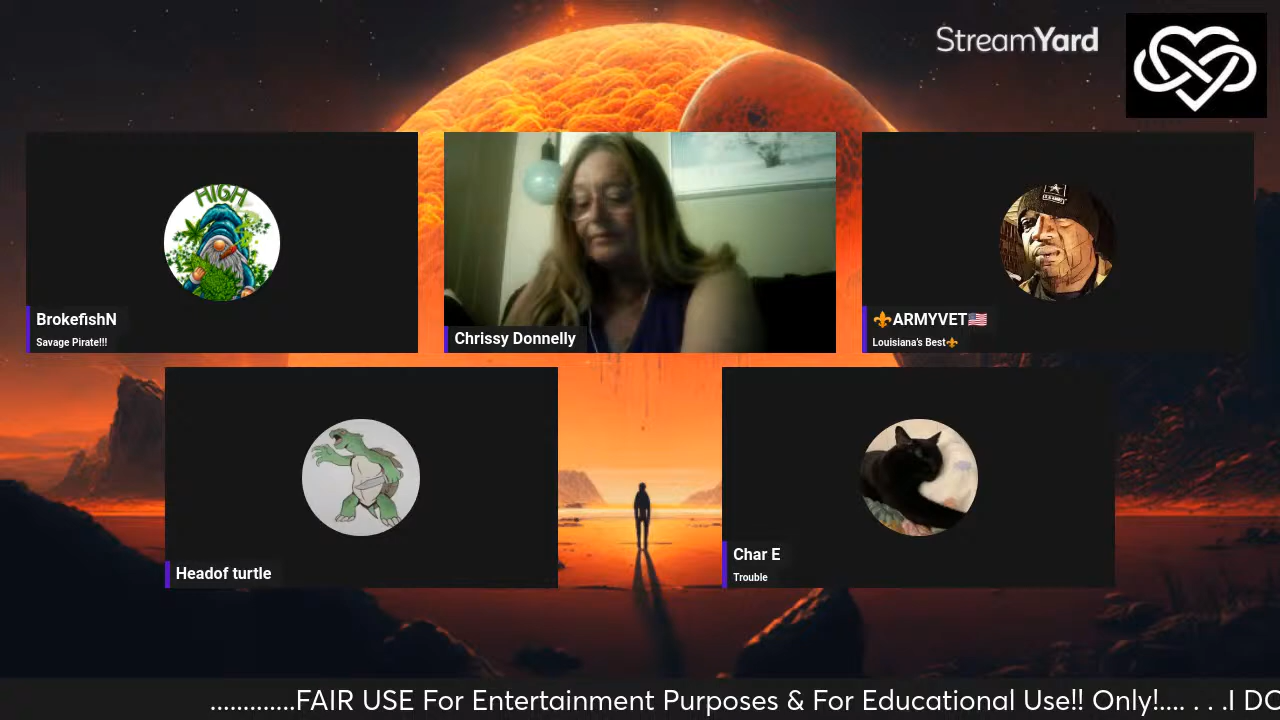 StreamYard
HIGH
BrokefishN
Savage Pirate!!!
Chrissy Donnelly
⚜️ARMYVET🇺🇸
Louisiana's Best⚜️
Headof turtle
Char E
Trouble
.............FAIR USE For Entertainment Purposes & For Educational Use!! Only!.... . . .I DO